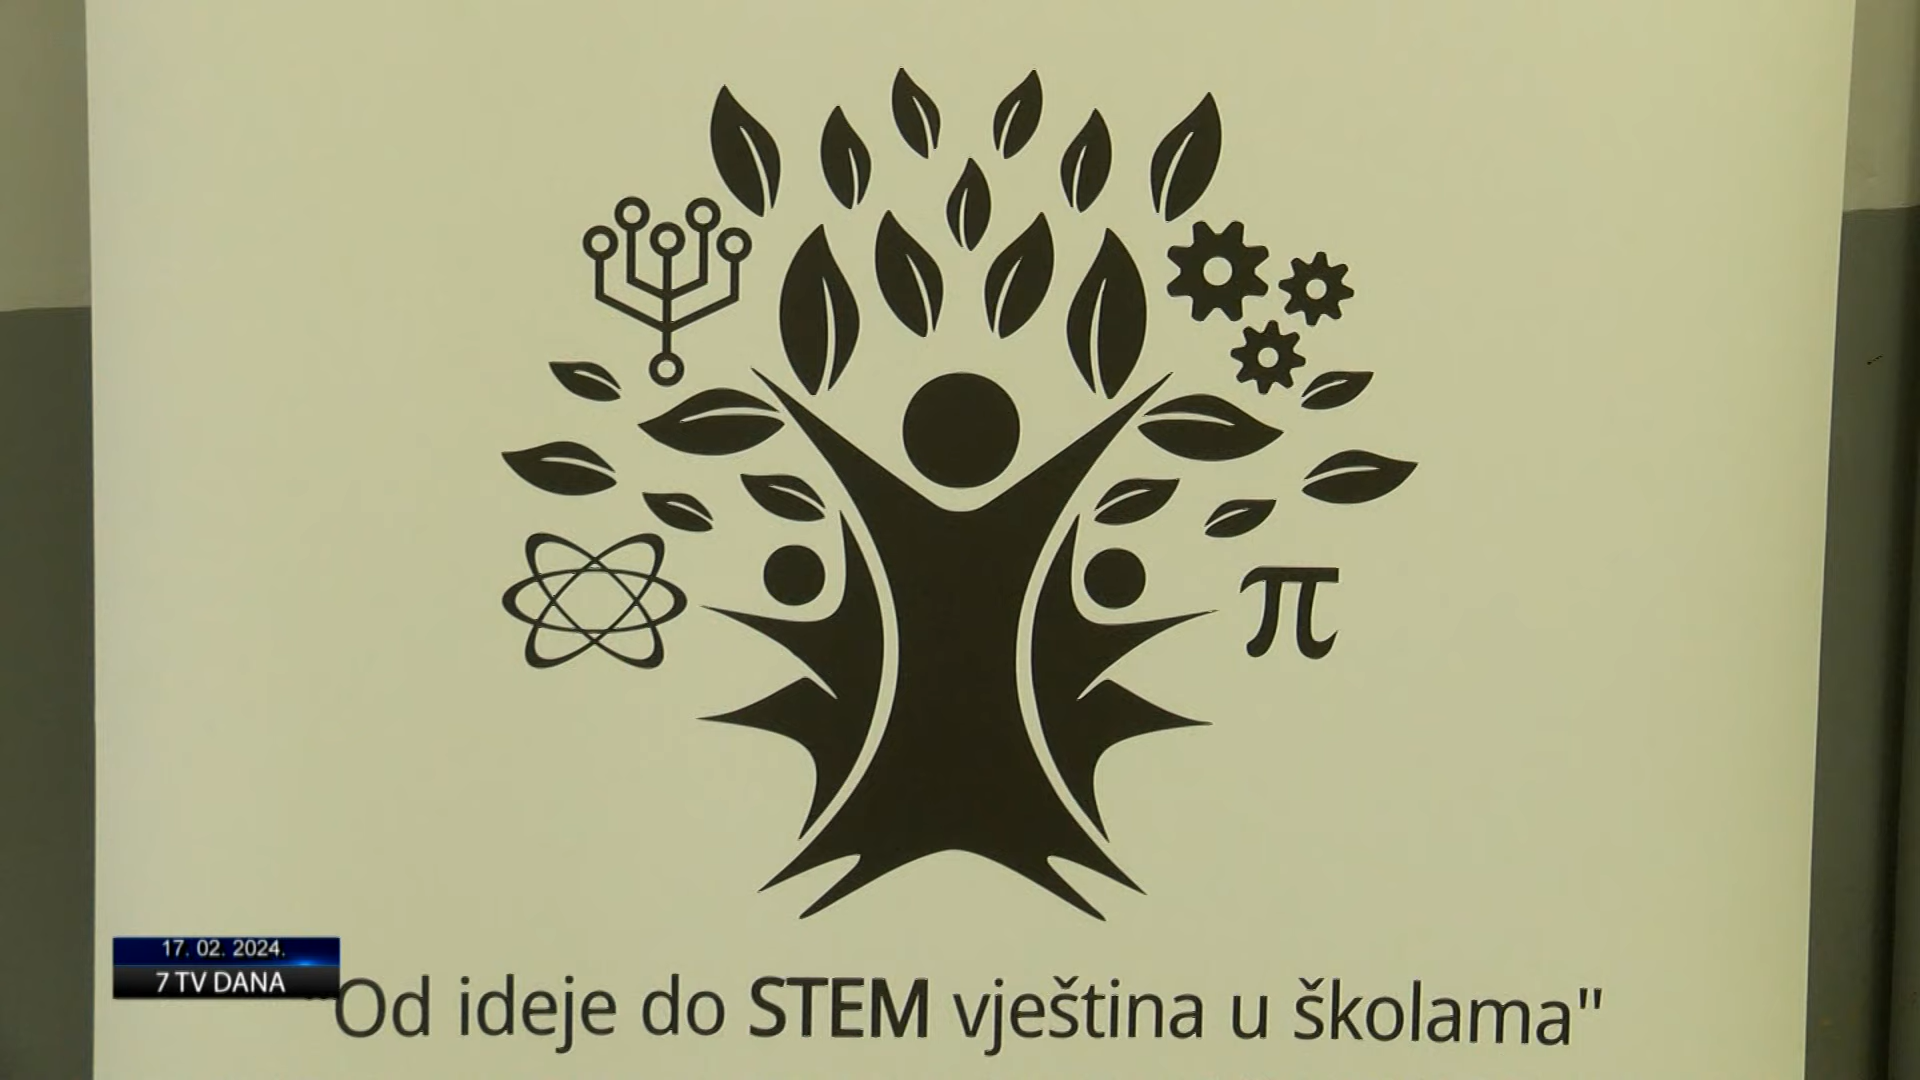 π
17. 02. 2024.
7 TV DANA
"Od ideje do STEM vještina u školama"